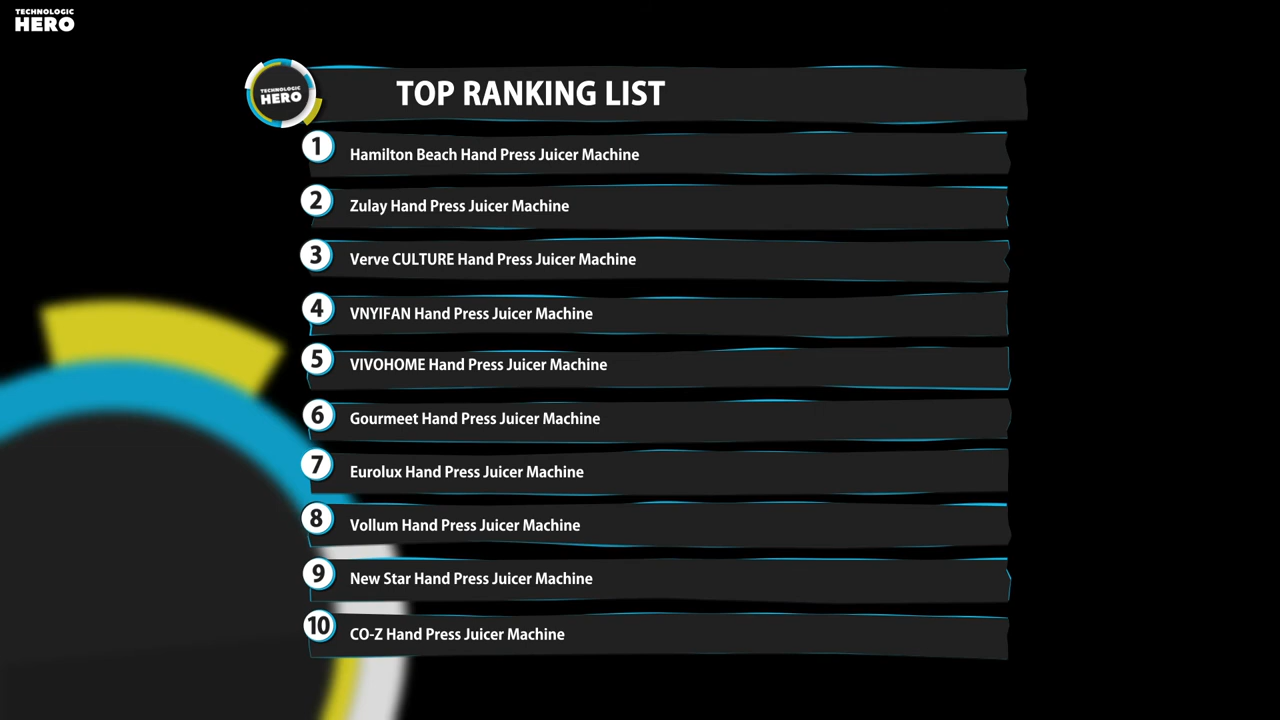 TECHNOLOGIC
HERO
TECHNOLOGIC
HERO
TOP RANKING LIST
1 Hamilton Beach Hand Press Juicer Machine
2 Zulay Hand Press Juicer Machine
3 Verve CULTURE Hand Press Juicer Machine
4 VNYIFAN Hand Press Juicer Machine
5 VIVOHOME Hand Press Juicer Machine
6 Gourmeet Hand Press Juicer Machine
7 Eurolux Hand Press Juicer Machine
8 Vollum Hand Press Juicer Machine
9 New Star Hand Press Juicer Machine
10 CO-Z Hand Press Juicer Machine